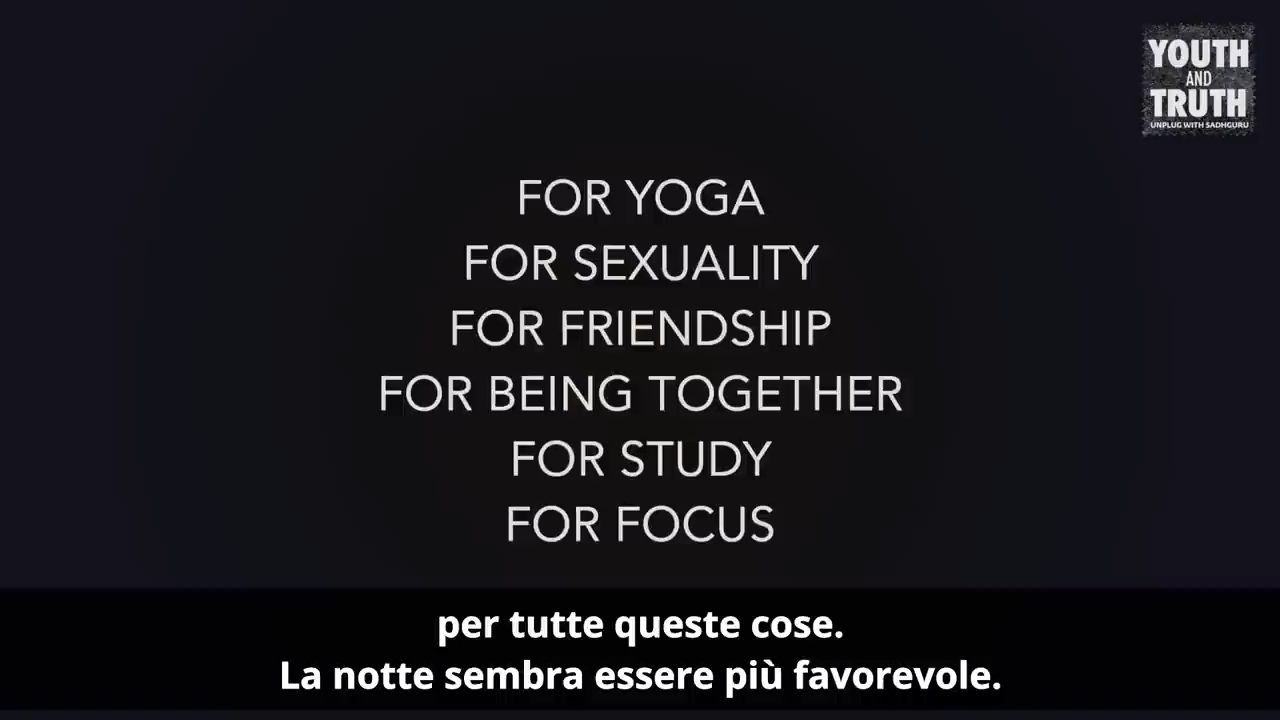 YOUTH
AND
TRUTH
UNPLUG WITH SADHGURU
FOR YOGA
FOR SEXUALITY
FOR FRIENDSHIP
FOR BEING TOGETHER
FOR STUDY
FOR FOCUS
per tutte queste cose.
La notte sembra essere più favorevole.